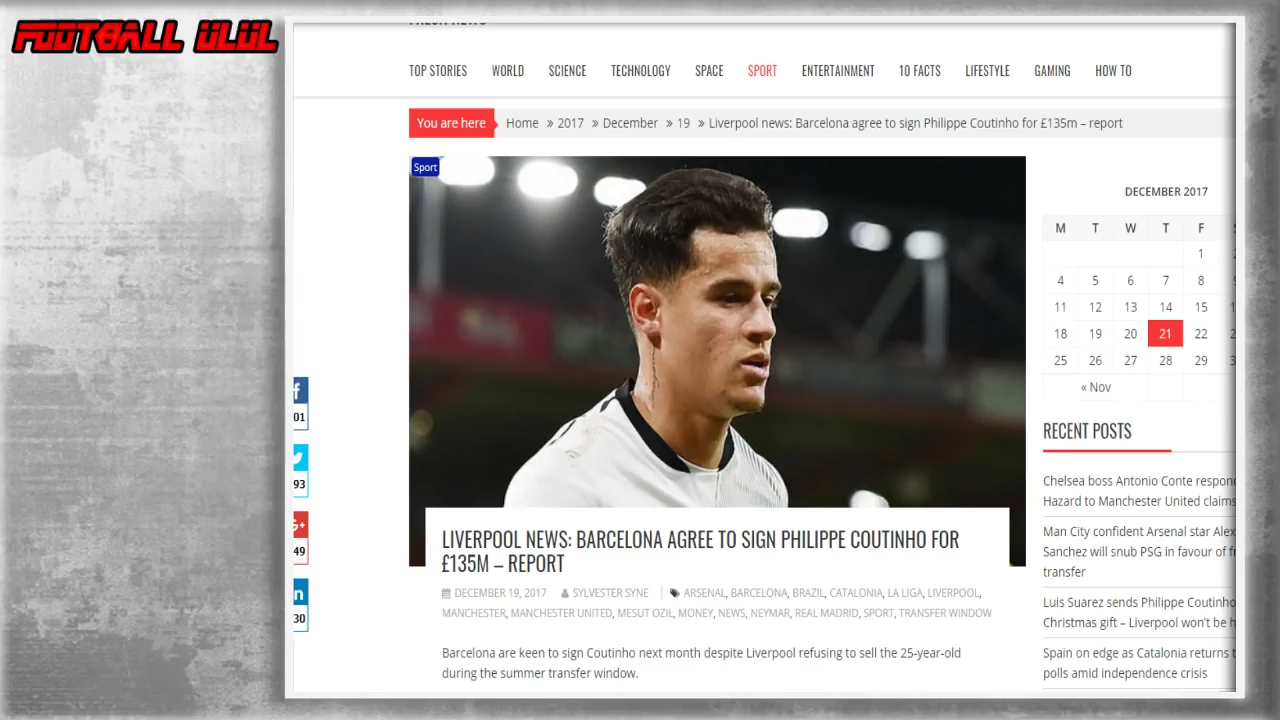 FOOTBALL ÜLÜL
TOP STORIES WORLD SCIENCE TECHNOLOGY SPACE SPORT ENTERTAINMENT 10 FACTS LIFESTYLE GAMING HOW TO
You are here Home » 2017 » December » 19 » Liverpool news: Barcelona agree to sign Philippe Coutinho for £135m – report
Sport
LIVERPOOL NEWS: BARCELONA AGREE TO SIGN PHILIPPE COUTINHO FOR
£135M – REPORT
DECEMBER 19, 2017 SYLVESTER SYNE ARSENAL, BARCELONA, BRAZIL, CATALONIA, LA LIGA, LIVERPOOL,
MANCHESTER, MANCHESTER UNITED, MESUT OZIL, MONEY, NEWS, NEYMAR, REAL MADRID, SPORT, TRANSFER WINDOW
Barcelona are keen to sign Coutinho next month despite Liverpool refusing to sell the 25-year-old
during the summer transfer window.
01
93
49
30
DECEMBER 2017
M T W T F
1
4 5 6 7 8
11 12 13 14 15
18 19 20 21 22
25 26 27 28 29
« Nov
RECENT POSTS
Chelsea boss Antonio Conte respon
Hazard to Manchester United claims
Man City confident Arsenal star Alex
Sanchez will snub PSG in favour of f
transfer
Luis Suarez sends Philippe Coutinho
Christmas gift – Liverpool won't be
Spain on edge as Catalonia returns
polls amid independence crisis